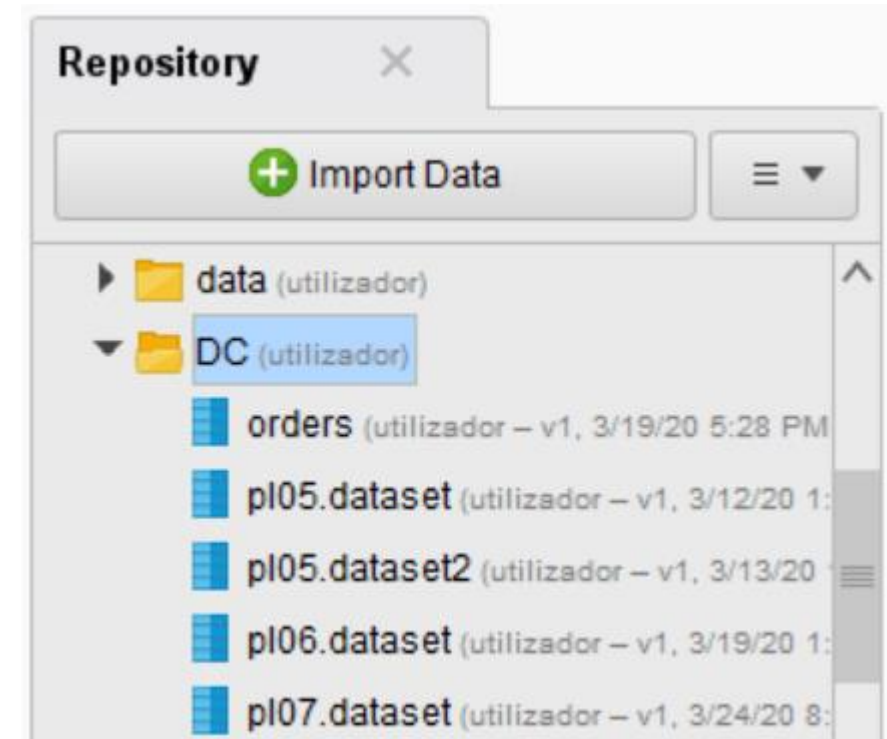 Repository
Import Data
data (utilizador)
DC (utilizador)
orders (utilizador – v1, 3/19/20 5:28 PM
pl05.dataset (utilizador – v1, 3/12/20 1:
pl05.dataset2 (utilizador – v1, 3/13/20
pl06.dataset (utilizador – v1, 3/19/20 1:
pl07.dataset (utilizador – v1, 3/24/20 8: